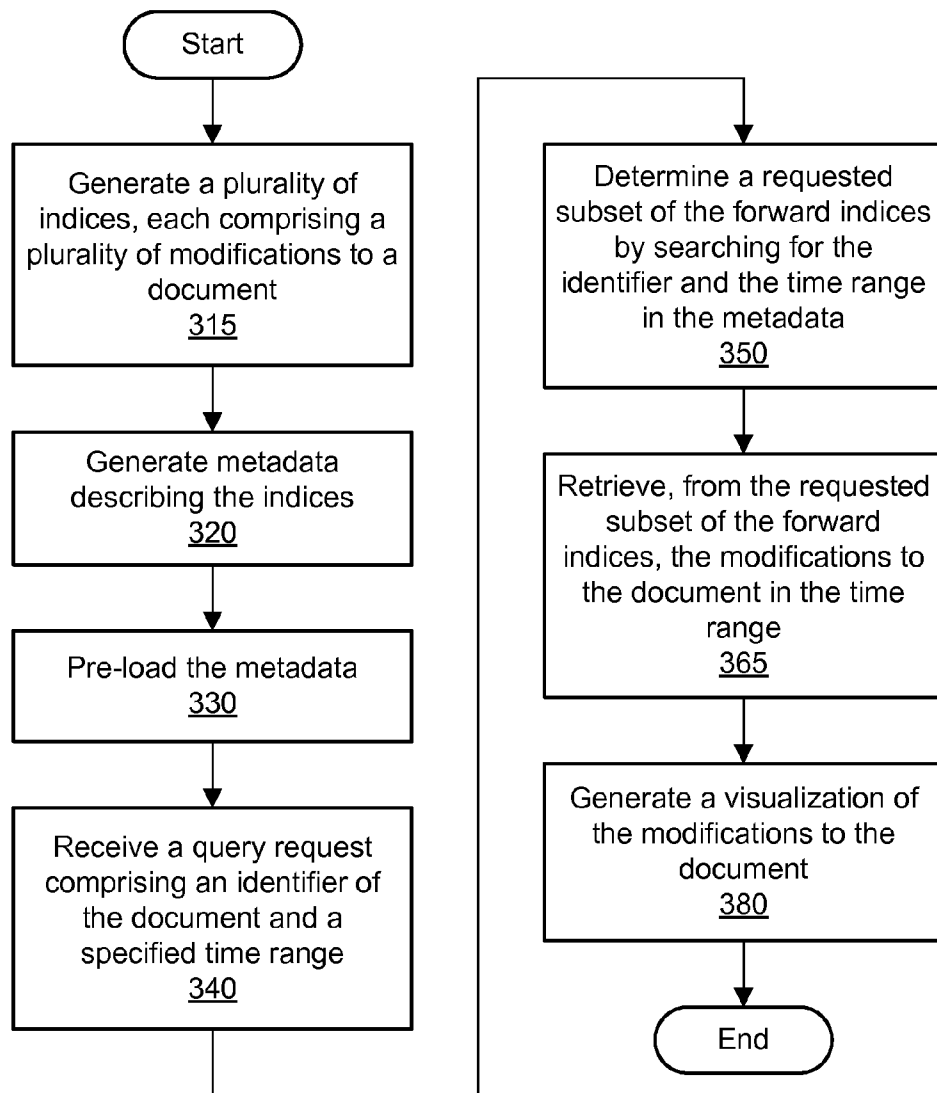 Start
Generate a plurality of
indices, each comprising a
plurality of modifications to a
document
315
Generate metadata
describing the indices
320
Pre-load the metadata
330
Receive a query request
comprising an identifier of
the document and a
specified time range
340
Determine a requested
subset of the forward indices
by searching for the
identifier and the time range
in the metadata
350
Retrieve, from the requested
subset of the forward
indices, the modifications to
the document in the time
range
365
Generate a visualization of
the modifications to the
document
380
End